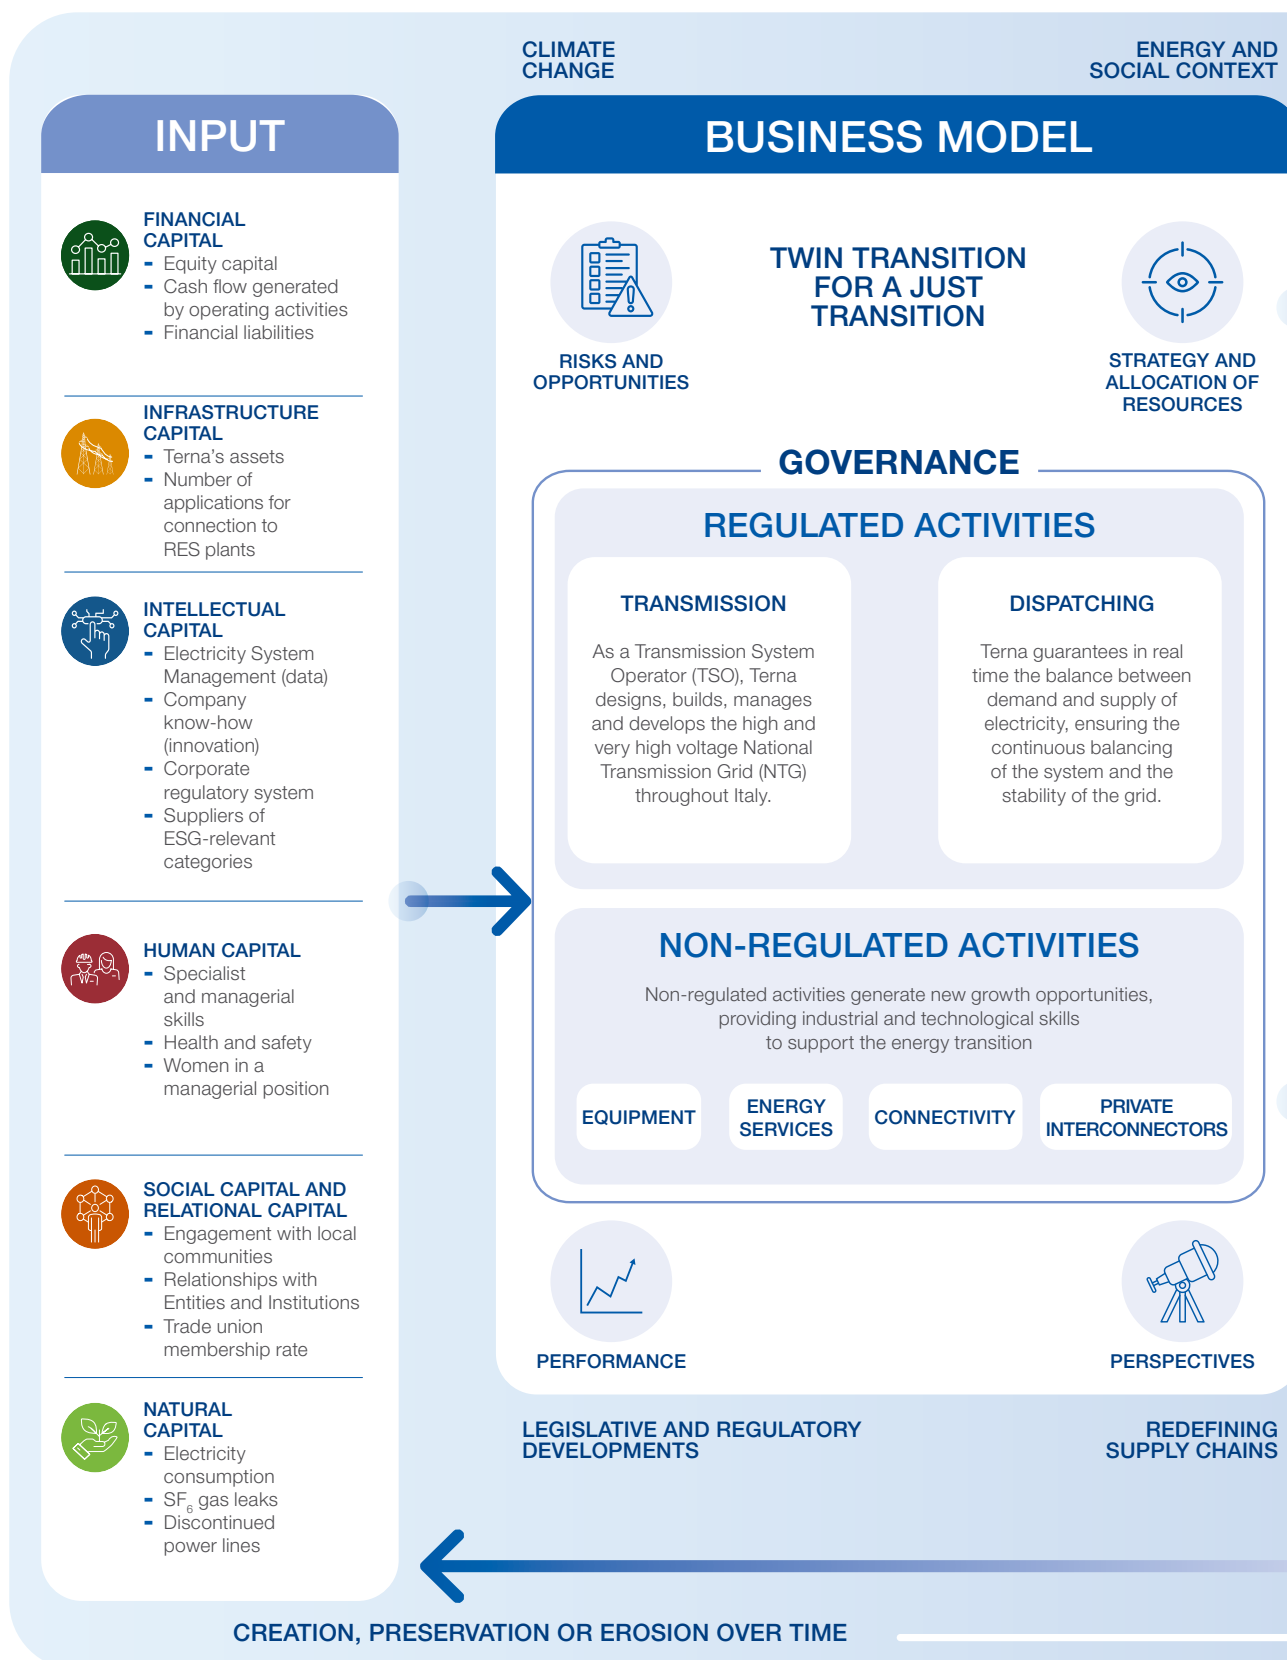 CLIMATE
CHANGE
ENERGY AND
SOCIAL CONTEXT
INPUT
FINANCIAL
CAPITAL
- Equity capital
- Cash flow generated
by operating activities
- Financial liabilities
INFRASTRUCTURE
CAPITAL
- Terna's assets
- Number of
applications for
connection to
RES plants
INTELLECTUAL
CAPITAL
- Electricity System
Management (data)
- Company
know-how
(innovation)
- Corporate
regulatory system
- Suppliers of
ESG-relevant
categories
HUMAN CAPITAL
- Specialist
and managerial
skills
- Health and safety
- Women in a
managerial position
SOCIAL CAPITAL AND
RELATIONAL CAPITAL
- Engagement with local
communities
- Relationships with
Entities and Institutions
- Trade union
membership rate
NATURAL
CAPITAL
- Electricity
consumption
- SF₆ gas leaks
- Discontinued
power lines
BUSINESS MODEL
RISKS AND
OPPORTUNITIES
TWIN TRANSITION
FOR A JUST
TRANSITION
STRATEGY AND
ALLOCATION OF
RESOURCES
GOVERNANCE
REGULATED ACTIVITIES
TRANSMISSION
As a Transmission System
Operator (TSO), Terna
designs, builds, manages
and develops the high and
very high voltage National
Transmission Grid (NTG)
throughout Italy.
DISPATCHING
Terna guarantees in real
time the balance between
demand and supply of
electricity, ensuring the
continuous balancing
of the system and the
stability of the grid.
NON-REGULATED ACTIVITIES
Non-regulated activities generate new growth opportunities,
providing industrial and technological skills
to support the energy transition
EQUIPMENT
ENERGY
SERVICES
CONNECTIVITY
PRIVATE
INTERCONNECTORS
PERFORMANCE
PERSPECTIVES
LEGISLATIVE AND REGULATORY
DEVELOPMENTS
REDEFINING
SUPPLY CHAINS
CREATION, PRESERVATION OR EROSION OVER TIME